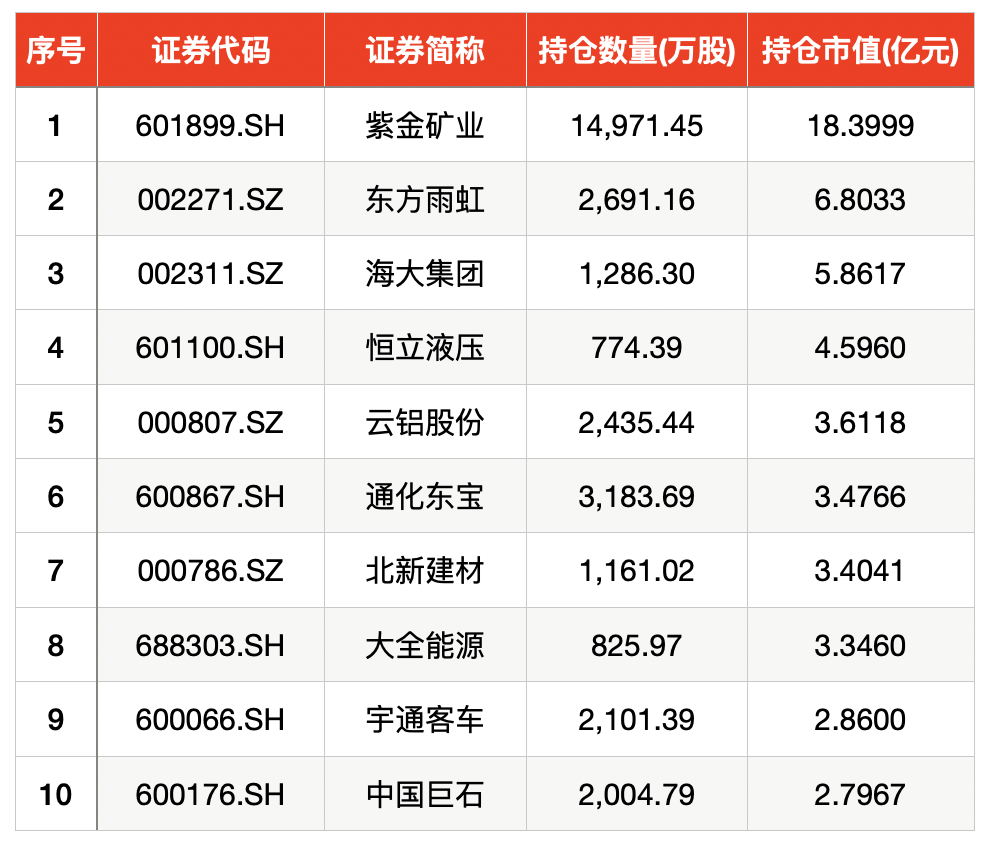 序号 证券代码 证券简称 持仓数量(万股) 持仓市值(亿元)
1 601899.SH 紫金矿业 14,971.45 18.3999
2 002271.SZ 东方雨虹 2,691.16 6.8033
3 002311.SZ 海大集团 1,286.30 5.8617
4 601100.SH 恒立液压 774.39 4.5960
5 000807.SZ 云铝股份 2,435.44 3.6118
6 600867.SH 通化东宝 3,183.69 3.4766
7 000786.SZ 北新建材 1,161.02 3.4041
8 688303.SH 大全能源 825.97 3.3460
9 600066.SH 宇通客车 2,101.39 2.8600
10 600176.SH 中国巨石 2,004.79 2.7967